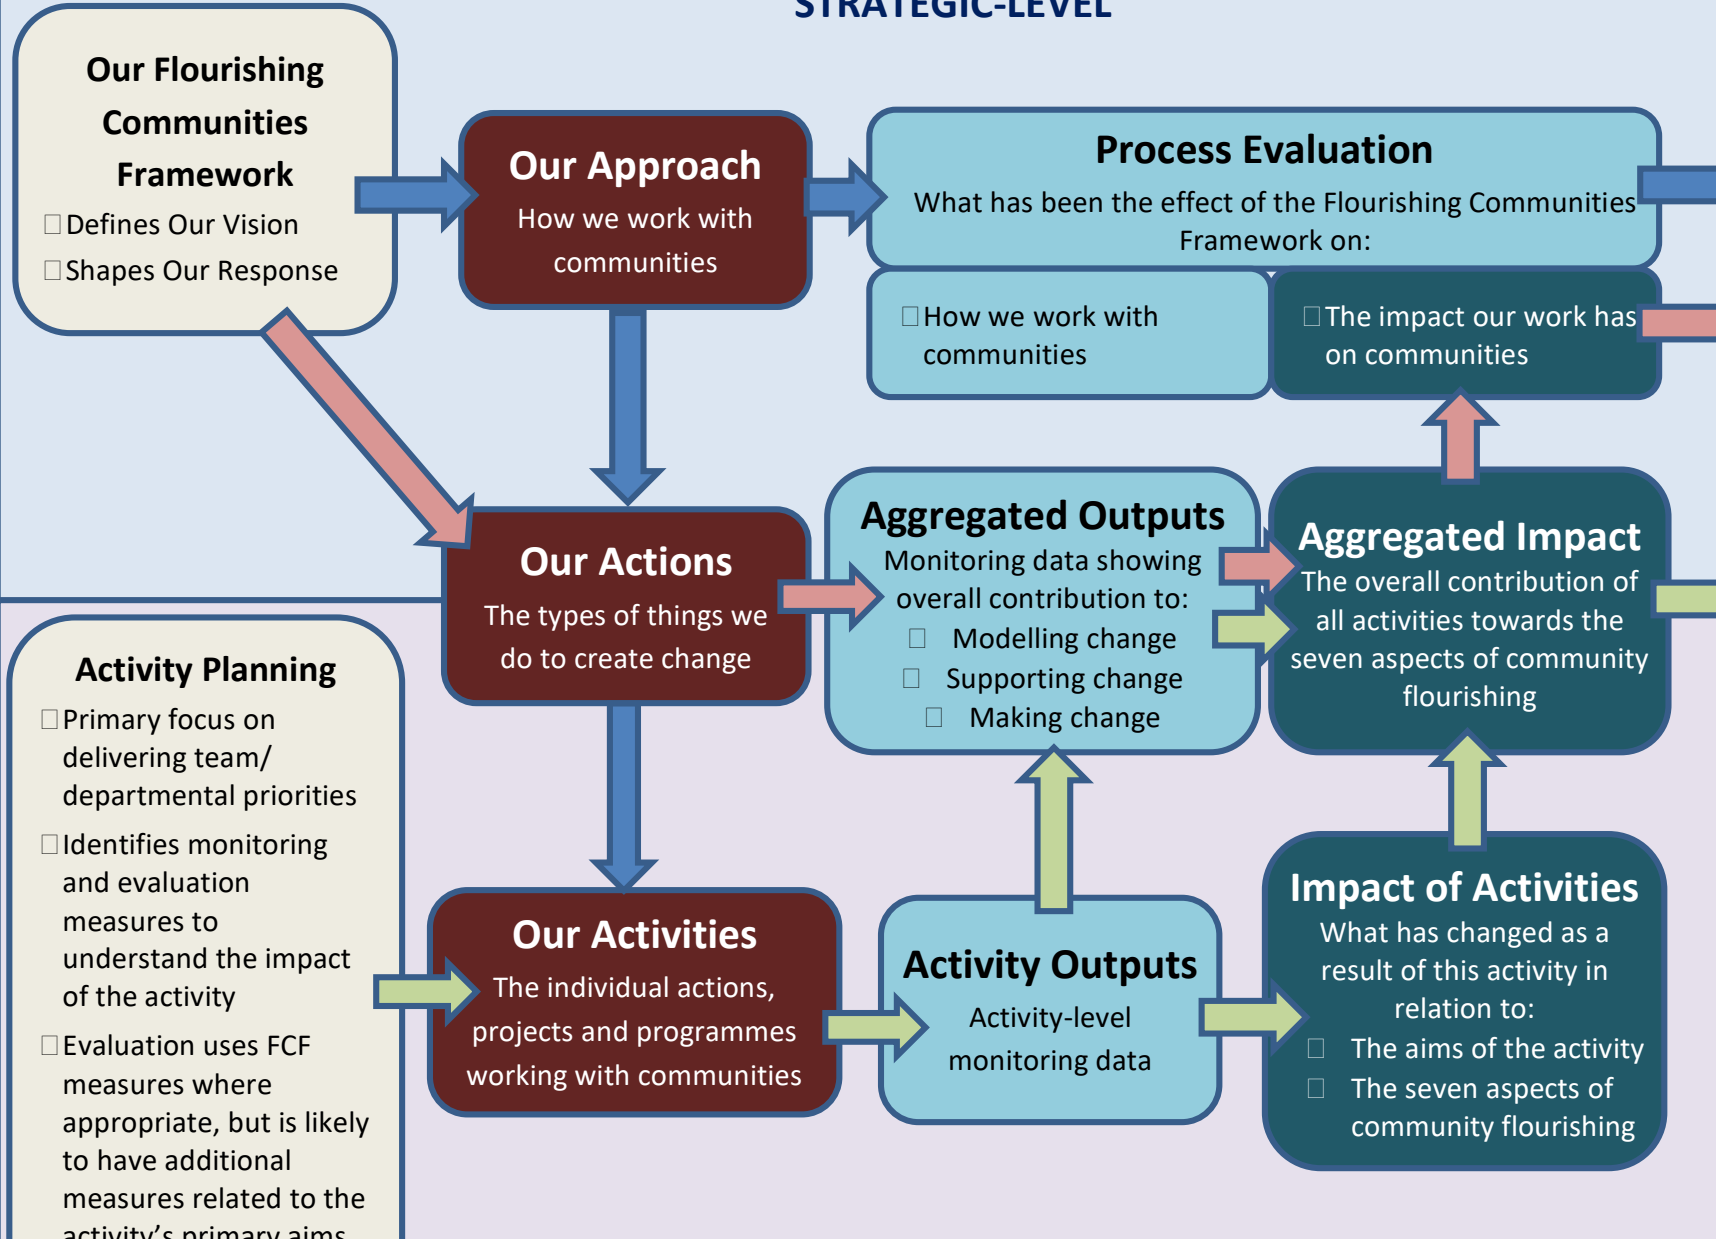 STRATEGIC-LEVEL
Our Flourishing
Communities
Framework
Defines Our Vision
Shapes Our Response
Our Approach
How we work with
communities
Process Evaluation
What has been the effect of the Flourishing Communities
Framework on:
How we work with
communities
The impact our work has
on communities
Our Actions
The types of things we
do to create change
Aggregated Outputs
Monitoring data showing
overall contribution to:
Modelling change
Supporting change
Making change
Aggregated Impact
The overall contribution of
all activities towards the
seven aspects of community
flourishing
Activity Planning
Primary focus on
delivering team/
departmental priorities
Identifies monitoring
and evaluation
measures to
understand the impact
of the activity
Evaluation uses FCF
measures where
appropriate, but is likely
to have additional
measures related to the
activity's primary aims
Our Activities
The individual actions,
projects and programmes
working with communities
Activity Outputs
Activity-level
monitoring data
Impact of Activities
What has changed as a
result of this activity in
relation to:
The aims of the activity
The seven aspects of
community flourishing